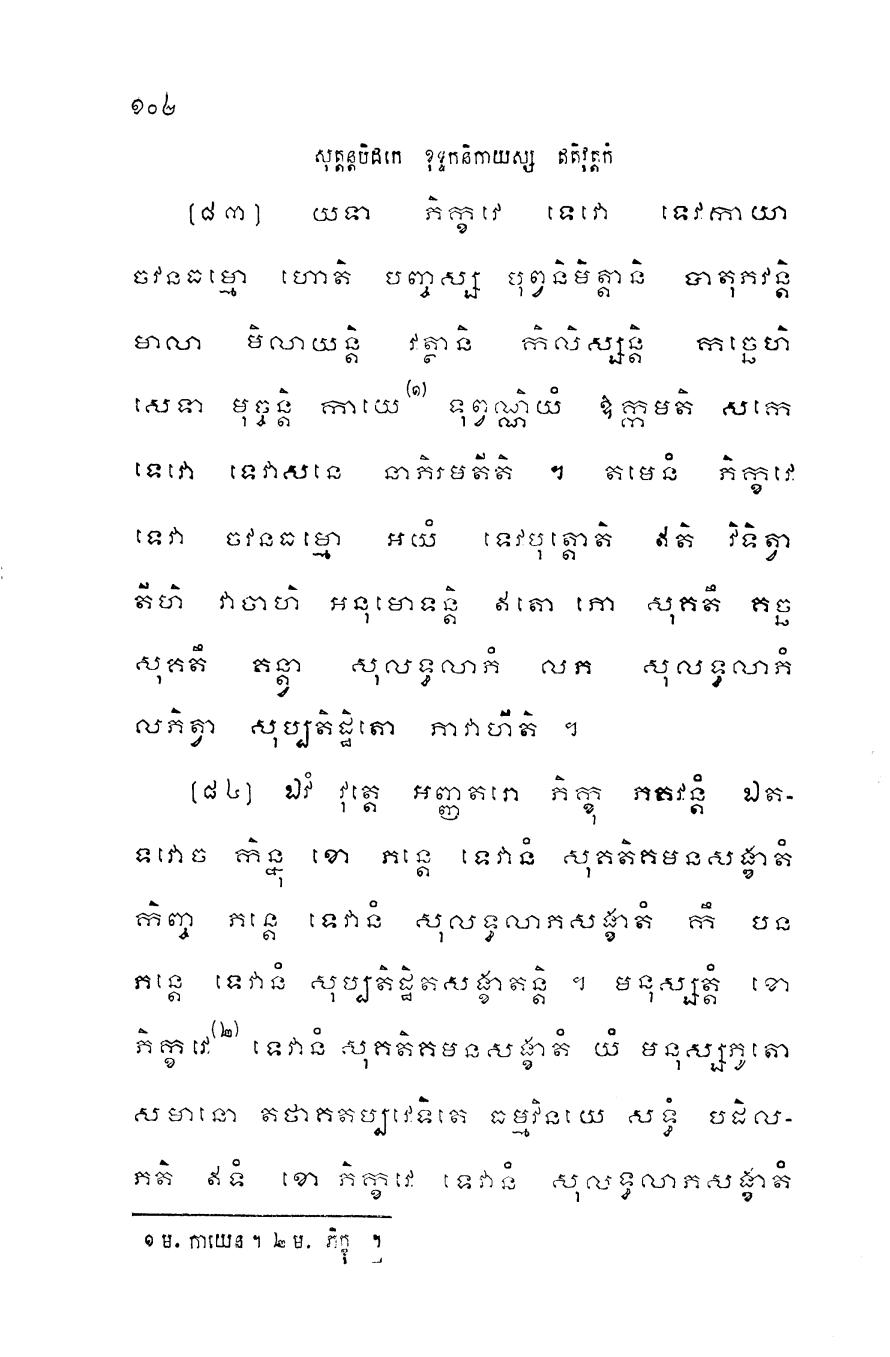 ១០២
សុត្តន្តបិដកេ ខុទ្ទកនិកាយស្ស ឥតិវុត្តកំ
[៨៣] យទា ភិក្ខវេ ទេវោ ទេវកាយា
ចវនធម្មោ ហោតិ បញ្ចស្ស បុព្វនិមិត្តានិ បាតុភវន្តិ
មាលា មិលាយន្តិ វត្ថានិ កិលិស្សន្តិ កច្ឆេហិ
សេទា មុច្ចន្តិ កាយេ(១) ទុព្វណ្ណិយំ ឱក្កមតិ សកេ
ទេវោ ទេវាសនេ នាភិរមតីតិ ។ តមេនំ ភិក្ខវេ
ទេវា ចវនធម្មោ អយំ ទេវបុត្តោតិ ឥតិ វិទិត្វា
តីហិ វាចាហិ អនុមោទន្តិ ឥតោ ភោ សុគតឹ គច្ឆ
សុគតឹ គន្ត្វា សុលទ្ធលាភំ លភ សុលទ្ធលាភំ
លភិត្វា សុប្បតិដ្ឋិតោ ភាវាហីតិ ។
[៨៤] ឯវំ វុត្តេ អញ្ញតរោ ភិក្ខុ ភគវន្តំ ឯត-
ទវោច កិន្នុ ខោ ភន្តេ ទេវានំ សុគតិគមនសង្ខាតំ
កិញ្ច ភន្តេ ទេវានំ សុលទ្ធលាភសង្ខាតំ កឹ បន
ភន្តេ ទេវានំ សុប្បតិដ្ឋិតសង្ខាតន្តិ ។ មនុស្សត្តំ ខោ
ភិក្ខវេ(២) ទេវានំ សុគតិគមនសង្ខាតំ យំ មនុស្សភូតោ
សមានោ តថាគតប្បវេទិតេ ធម្មវិនយេ សទ្ធំ បដិល-
ភតិ ឥទំ ខោ ភិក្ខវេ ទេវានំ សុលទ្ធលាភសង្ខាតំ
១ ម. កាយេន ។ ២ ម. ភិក្ខុ ។